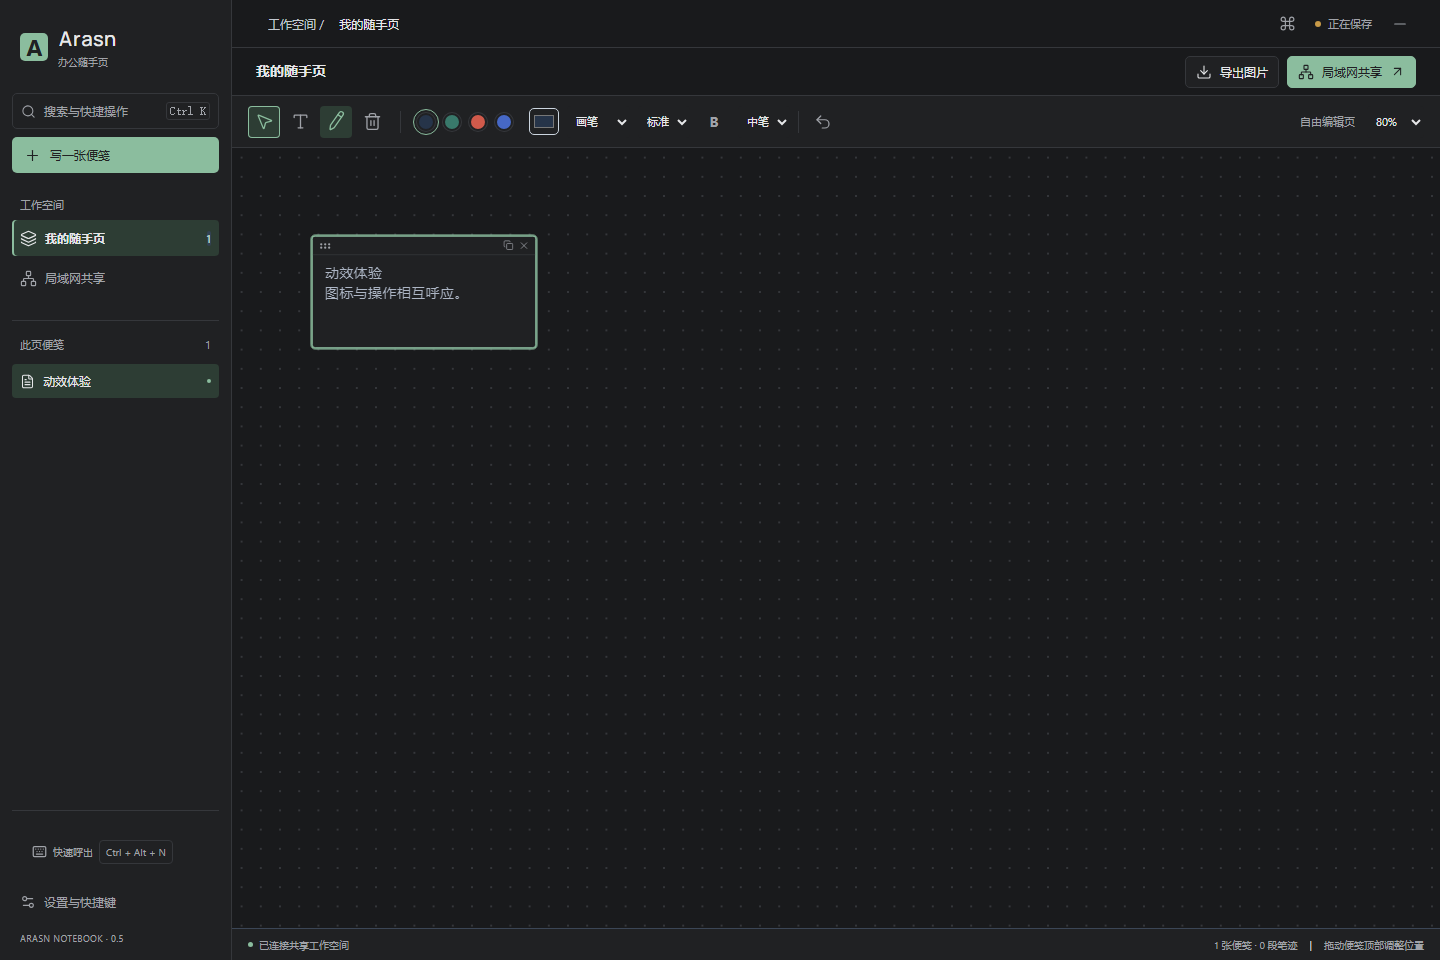 A
Arasn
办公随手页
搜索与快捷操作 Ctrl K
写一张便笺
工作空间
我的随手页 1
局域网共享
此页便笺 1
动效体验
快速呼出 Ctrl + Alt + N
设置与快捷键
ARASN NOTEBOOK · 0.5
工作空间 / 我的随手页
正在保存
我的随手页
导出图片
局域网共享
画笔
标准
B
中笔
自由编辑页
80%
动效体验
图标与操作相互呼应。
已连接共享工作空间
1 张便笺 · 0 段笔迹 | 拖动便笺顶部调整位置